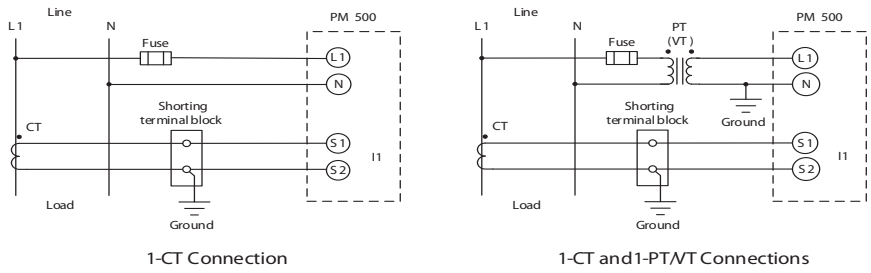 Line
L1
N
PM 500
Fuse
L1
N
Shorting
terminal block
CT
S1
S2
I1
Load
Ground
1-CT Connection
Line
L1
N
PT
(VT)
PM 500
Fuse
L1
N
Ground
Shorting
terminal block
CT
S1
S2
I1
Load
Ground
1-CT and 1-PT/VT Connections